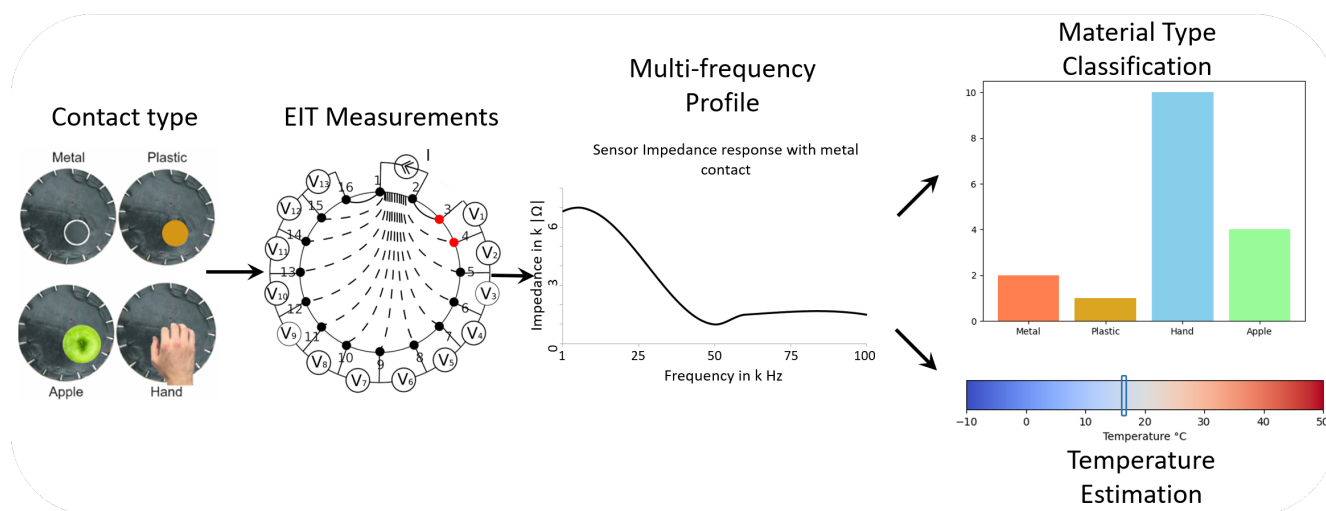 Contact type
Metal
Plastic
Apple
Hand
EIT Measurements
I
1
2
3
4
5
6
7
8
9
10
11
12
13
14
15
16
V1
V2
V3
V4
V5
V6
V7
V8
V9
V10
V11
V12
V13
Multi-frequency
Profile
Sensor Impedance response with metal
contact
Impedance in k |Ω|
6
3
0
1
25
50
75
100
Frequency in k Hz
Material Type
Classification
10
8
6
4
2
0
Metal
Plastic
Hand
Apple
−10
0
10
20
30
40
50
Temperature °C
Temperature
Estimation